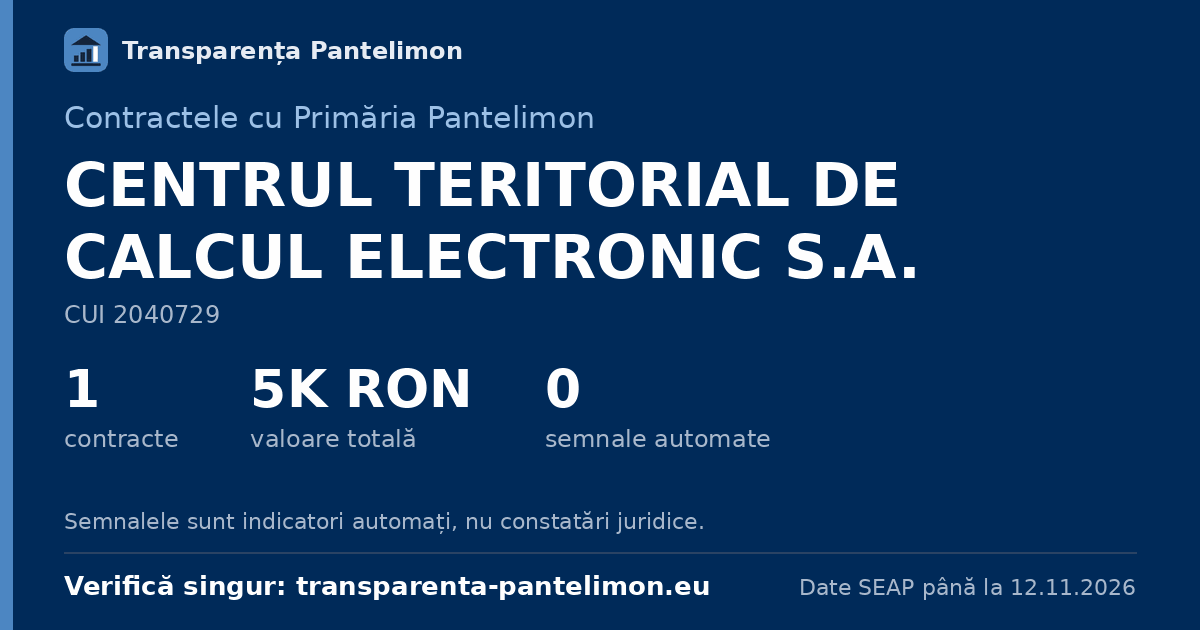 Transparența Pantelimon
Contractele cu Primăria Pantelimon
CENTRUL TERITORIAL DE
CALCUL ELECTRONIC S.A.
CUI 2040729
1 5K RON 0
contracte valoare totală semnale automate
Semnalele sunt indicatori automați, nu constatări juridice.
Verifică singur: transparenta-pantelimon.eu Date SEAP până la 12.11.2026